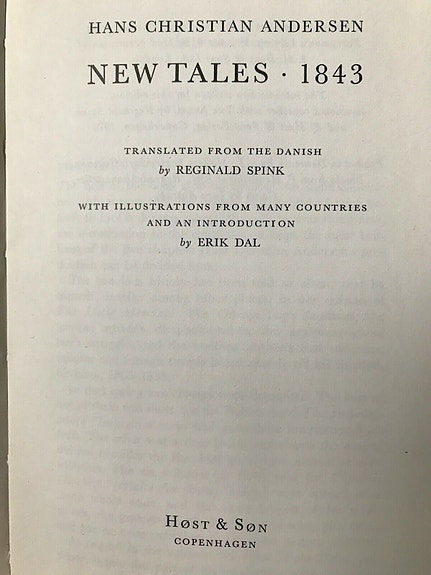 HANS CHRISTIAN ANDERSEN
NEW TALES · 1843
TRANSLATED FROM THE DANISH
by REGINALD SPINK
WITH ILLUSTRATIONS FROM MANY COUNTRIES
AND AN INTRODUCTION
by ERIK DAL
HØST & SØN
COPENHAGEN